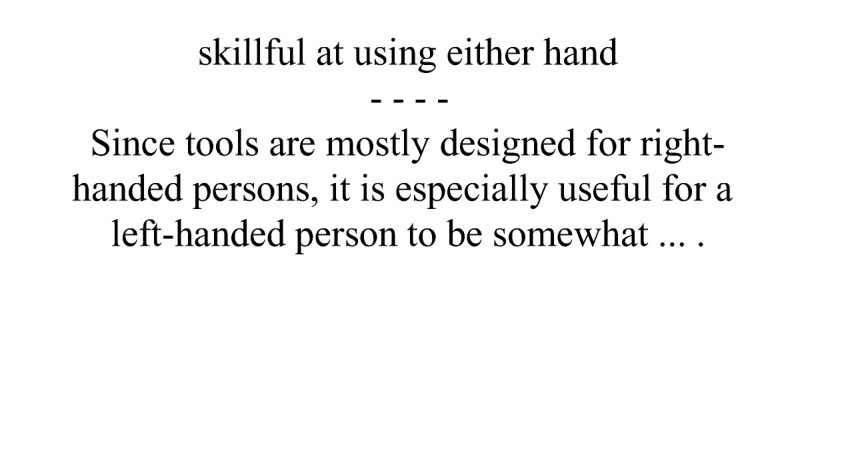 skillful at using either hand
- - - -
Since tools are mostly designed for right-
handed persons, it is especially useful for a
left-handed person to be somewhat ... .